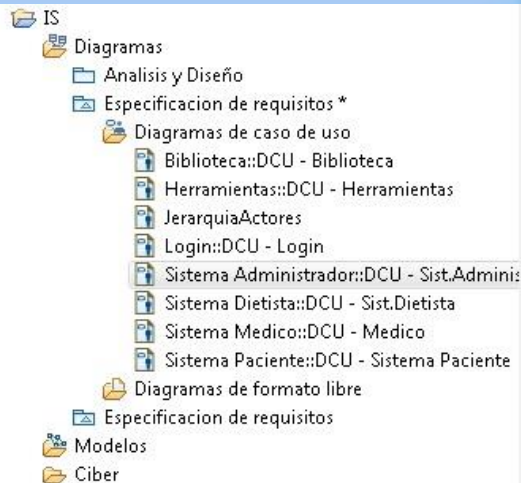 IS
Diagramas
Analisis y Diseño
Especificacion de requisitos *
Diagramas de caso de uso
Biblioteca::DCU - Biblioteca
Herramientas::DCU - Herramientas
JerarquiaActores
Login::DCU - Login
Sistema Administrador::DCU - Sist.Adminis
Sistema Dietista::DCU - Sist.Dietista
Sistema Medico::DCU - Medico
Sistema Paciente::DCU - Sistema Paciente
Diagramas de formato libre
Especificacion de requisitos
Modelos
Ciber